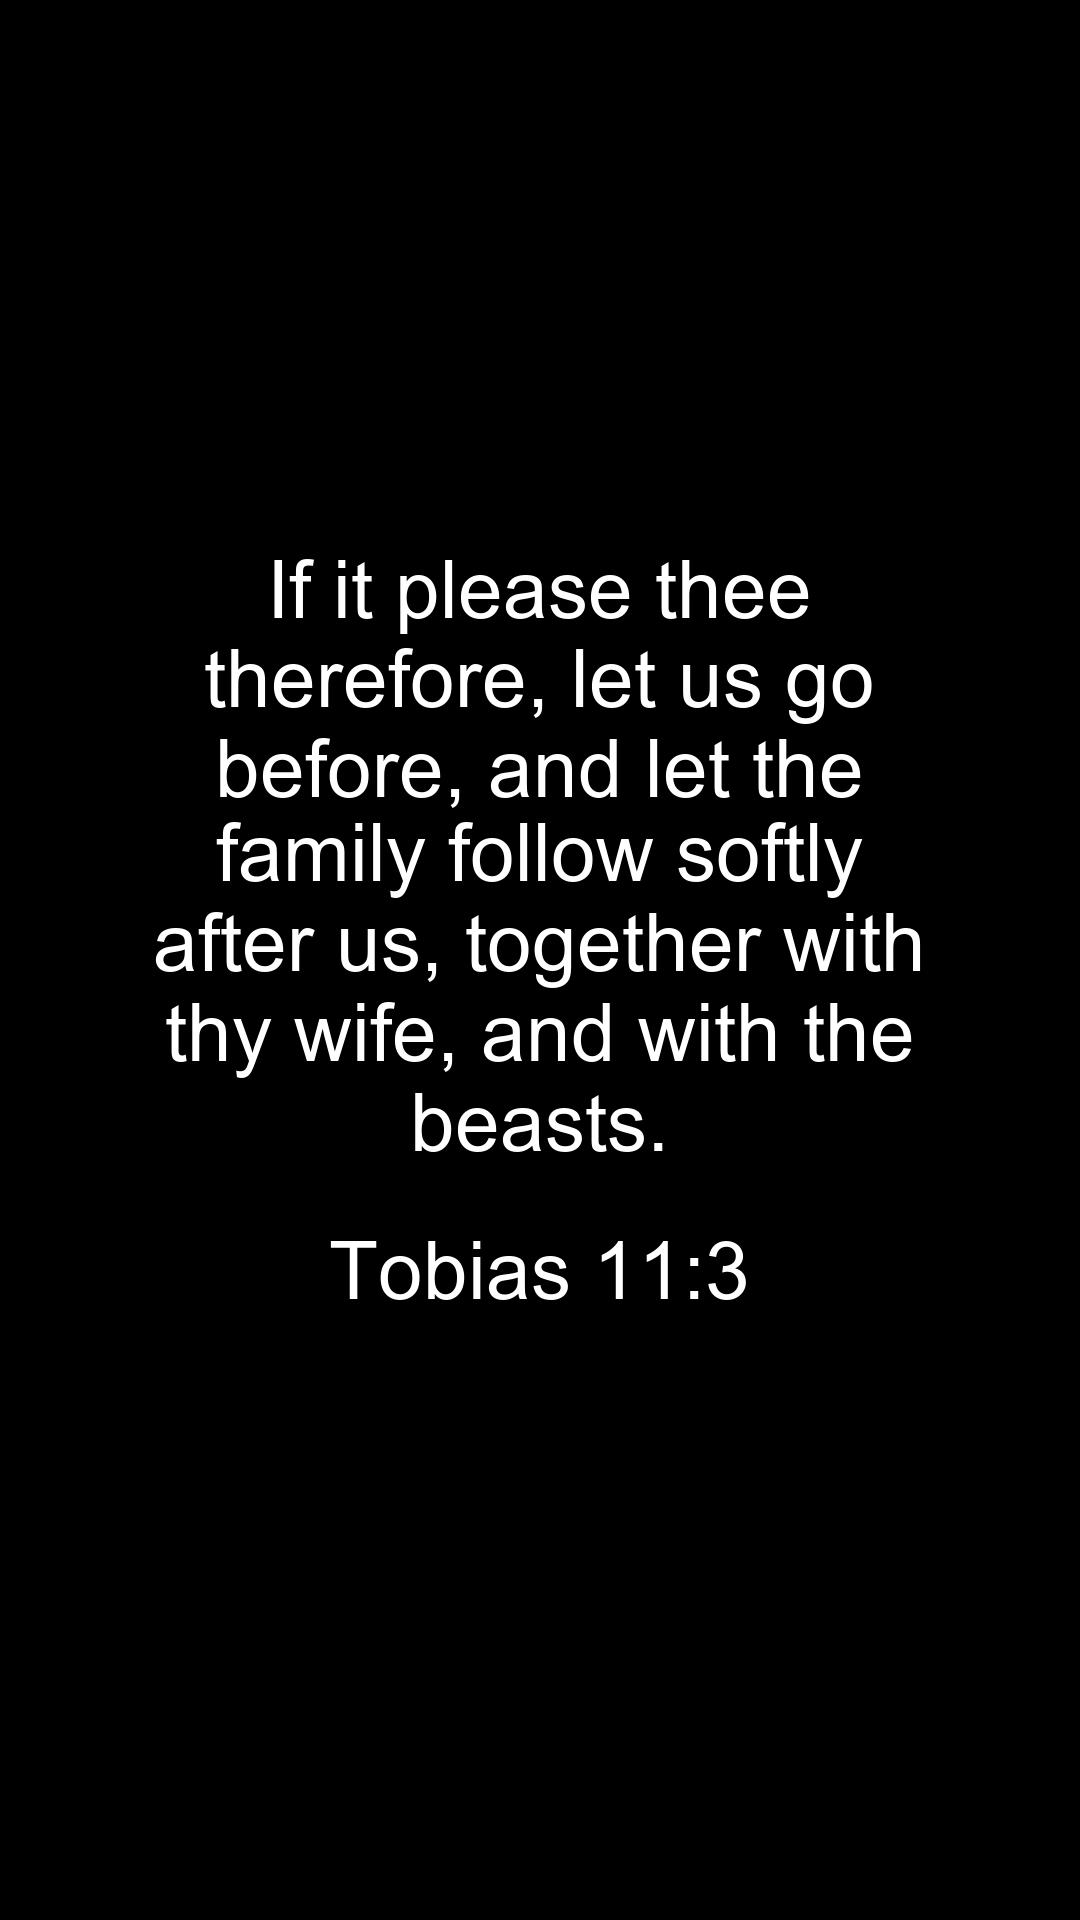 If it please thee
therefore, let us go
before, and let the
family follow softly
after us, together with
thy wife, and with the
beasts.
Tobias 11:3